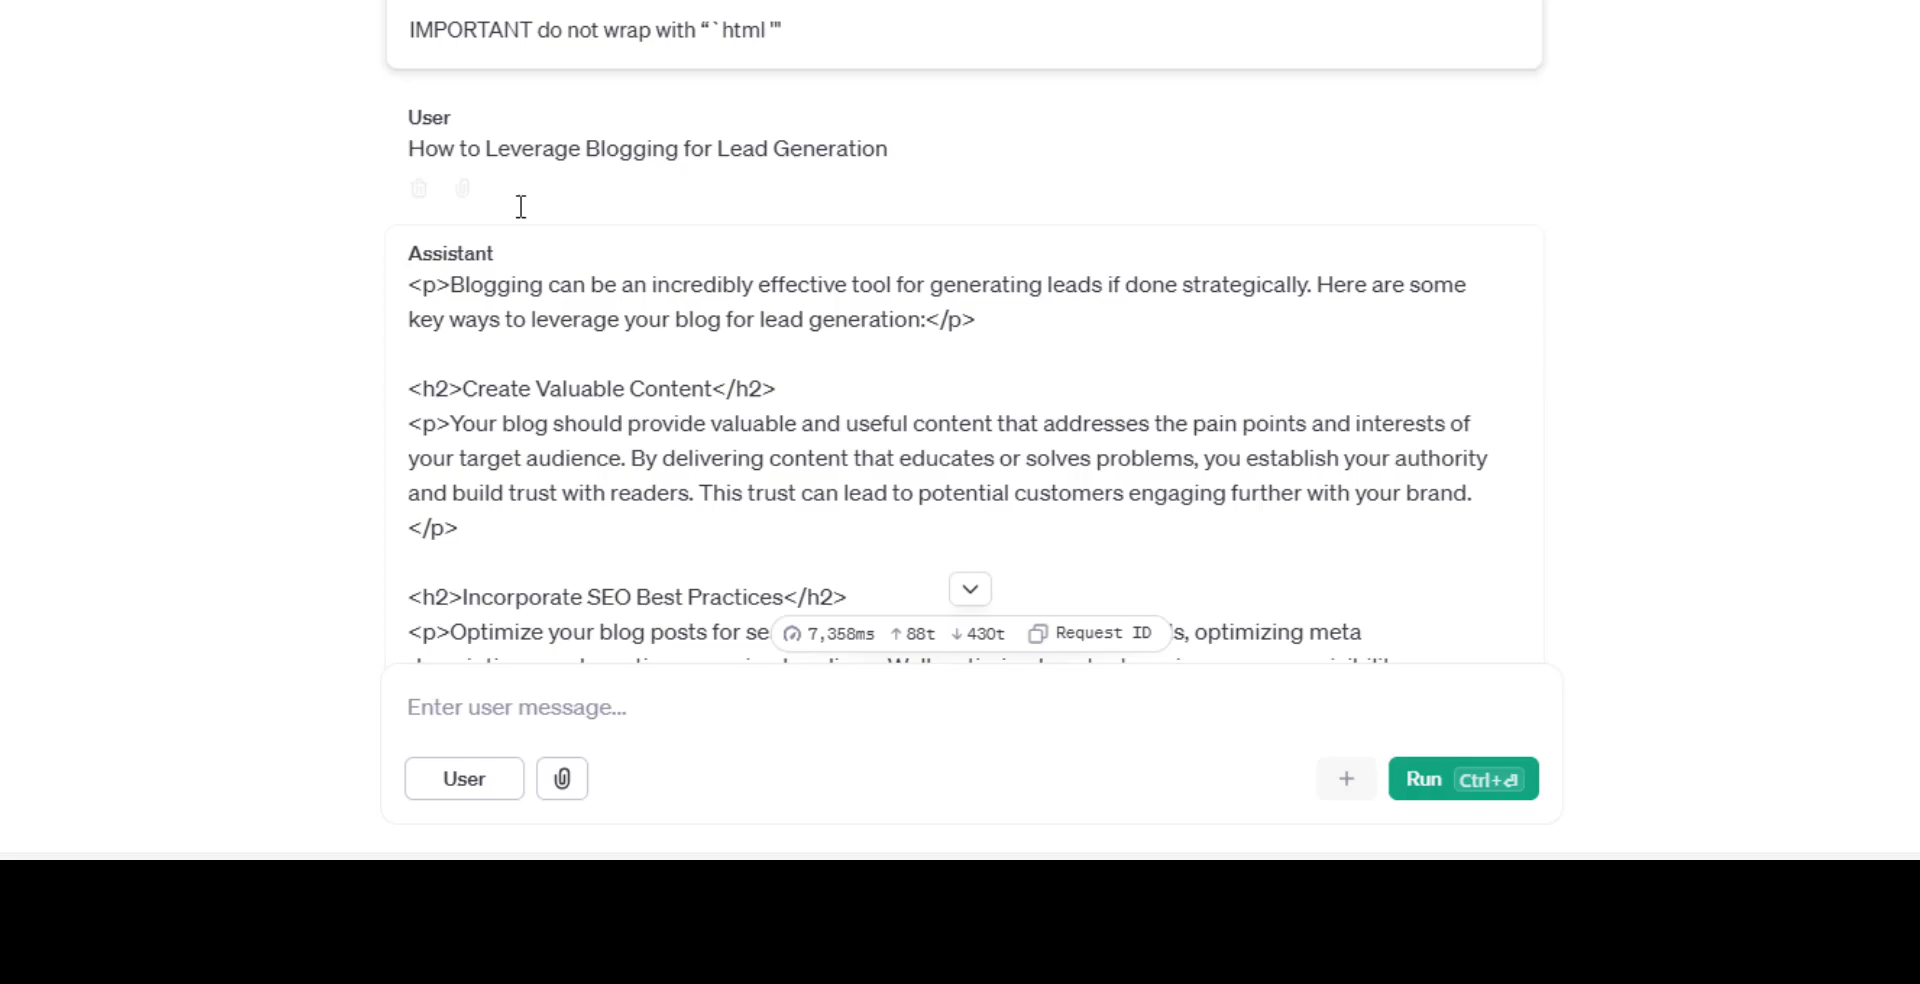 IMPORTANT do not wrap with “`html '"
User
How to Leverage Blogging for Lead Generation
Assistant
<p>Blogging can be an incredibly effective tool for generating leads if done strategically. Here are some
key ways to leverage your blog for lead generation:</p>
<h2>Create Valuable Content</h2>
<p>Your blog should provide valuable and useful content that addresses the pain points and interests of
your target audience. By delivering content that educates or solves problems, you establish your authority
and build trust with readers. This trust can lead to potential customers engaging further with your brand.
</p>
<h2>Incorporate SEO Best Practices</h2>
<p>Optimize your blog posts for se
7,358ms ↑88t ↓430t Request ID
s, optimizing meta
Enter user message...
User
+ Run Ctrl+⏎